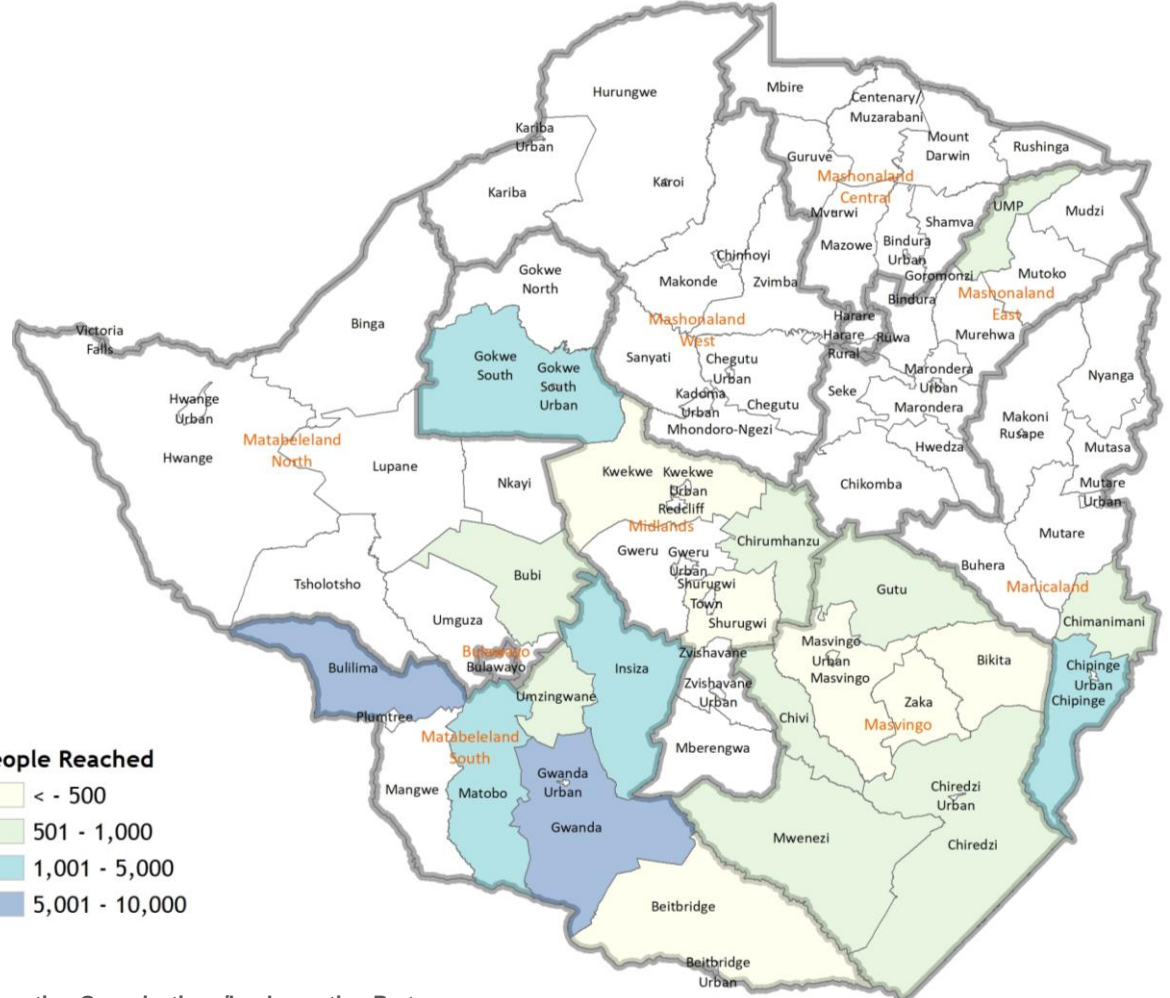 Hurungwe
Mbire
Centenary/
Muzarabani
Kariba
Urban
Mount
Darwin
Rushinga
Guruve
Mashonaland
Central
Karoi
Kariba
UMP
Mudzi
Mvurwi
Shamva
Mazowe
Bindura
Urban
Chinhoyi
Goromonzi
Mutoko
Gokwe
North
Makonde
Zvimba
Bindura
Mashonaland
East
Binga
Mashonaland
West
Harare
Harare
Rural
Ruwa
Murehwa
Victoria
Falls
Gokwe
South
Gokwe
South
Urban
Sanyati
Chegutu
Urban
Marondera
Urban
Nyanga
Hwange
Urban
Kadoma
Urban
Chegutu
Seke
Marondera
Makoni
Rusape
Mhondoro-Ngezi
Matabeleland
North
Hwedza
Mutasa
Hwange
Lupane
Nkayi
Kwekwe
Kwekwe
Urban
Redcliff
Chikomba
Mutare
Urban
Midlands
Mutare
Chirumhanzu
Gweru
Gweru
Urban
Buhera
Tsholotsho
Bubi
Shurugwi
Town
Shurugwi
Gutu
Manicaland
Chimanimani
Umguza
Masvingo
Urban
Masvingo
Bulawayo
Bulawayo
Zvishavane
Bikita
Bulilima
Insiza
Chipinge
Urban
Chipinge
Zvishavane
Urban
Umzingwane
Zaka
Plumtree
Chivi
Masvingo
Matabeleland
South
Mberengwa
Mangwe
Matobo
Gwanda
Urban
Chiredzi
Urban
Gwanda
Mwenezi
Chiredzi
Beitbridge
Beitbridge
Urban
eople Reached
< - 500
501 - 1,000
1,001 - 5,000
5,001 - 10,000